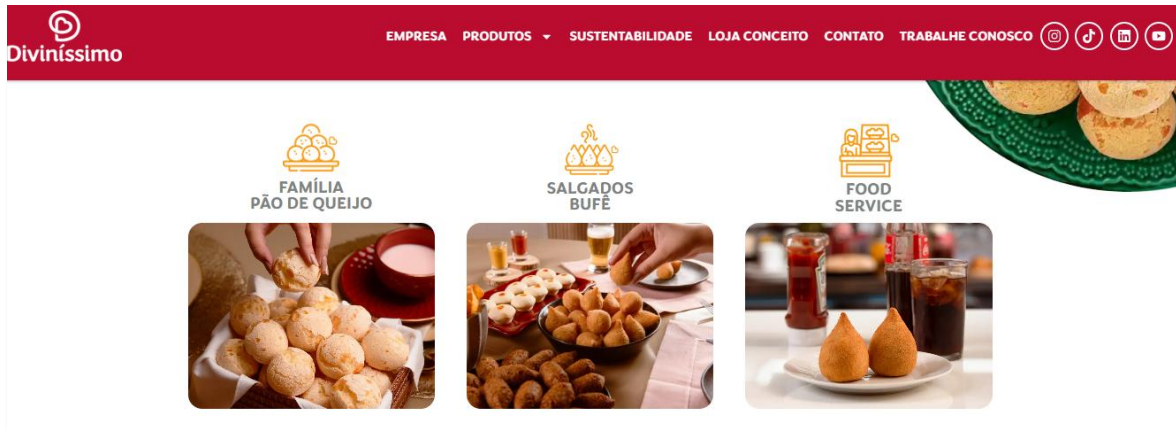 Diviníssimo
EMPRESA PRODUTOS SUSTENTABILIDADE LOJA CONCEITO CONTATO TRABALHE CONOSCO
FAMÍLIA
PÃO DE QUEIJO
SALGADOS
BUFÊ
FOOD
SERVICE